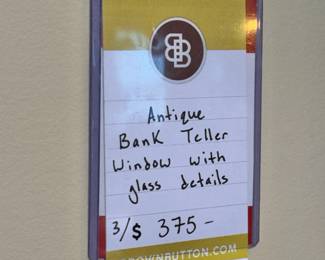 B B
Antique
Bank Teller
Window with
glass details
3/$ 375-